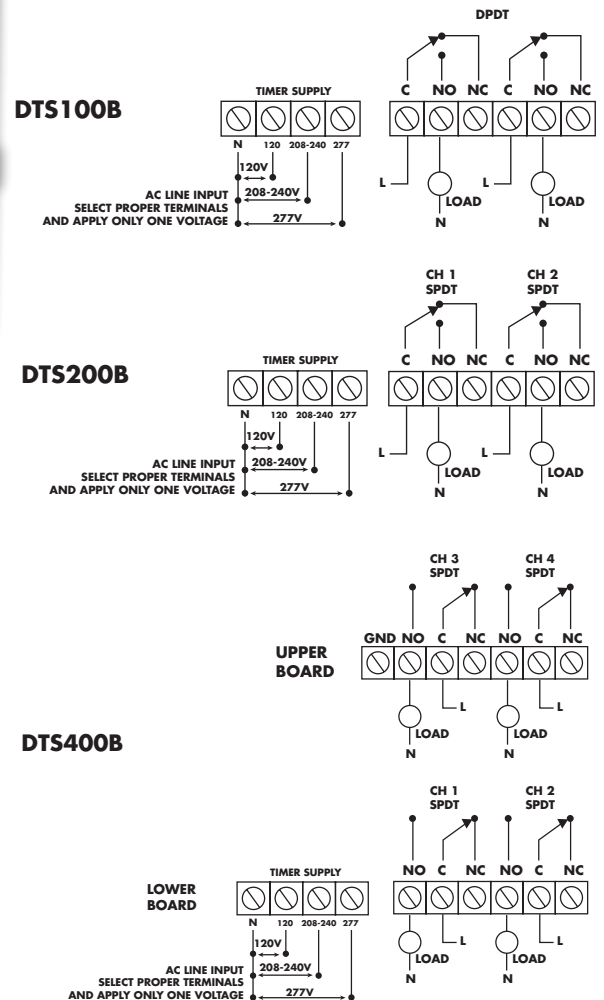 DPDT
C NO NC C NO NC
TIMER SUPPLY
DTS100B
N 120 208-240 277
120V
AC LINE INPUT 208-240V
SELECT PROPER TERMINALS
AND APPLY ONLY ONE VOLTAGE 277V
L LOAD L LOAD
N N
CH 1 CH 2
SPDT SPDT
C NO NC C NO NC
TIMER SUPPLY
DTS200B
N 120 208-240 277
120V
AC LINE INPUT 208-240V
SELECT PROPER TERMINALS
AND APPLY ONLY ONE VOLTAGE 277V
L LOAD L LOAD
N N
CH 3 CH 4
SPDT SPDT
GND NO C NC NO C NC
UPPER
BOARD
L L
LOAD LOAD
N N
DTS400B
CH 1 CH 2
SPDT SPDT
NO C NC NO C NC
TIMER SUPPLY
LOWER
BOARD
N 120 208-240 277
120V
AC LINE INPUT 208-240V
SELECT PROPER TERMINALS
AND APPLY ONLY ONE VOLTAGE 277V
L L
LOAD LOAD
N N